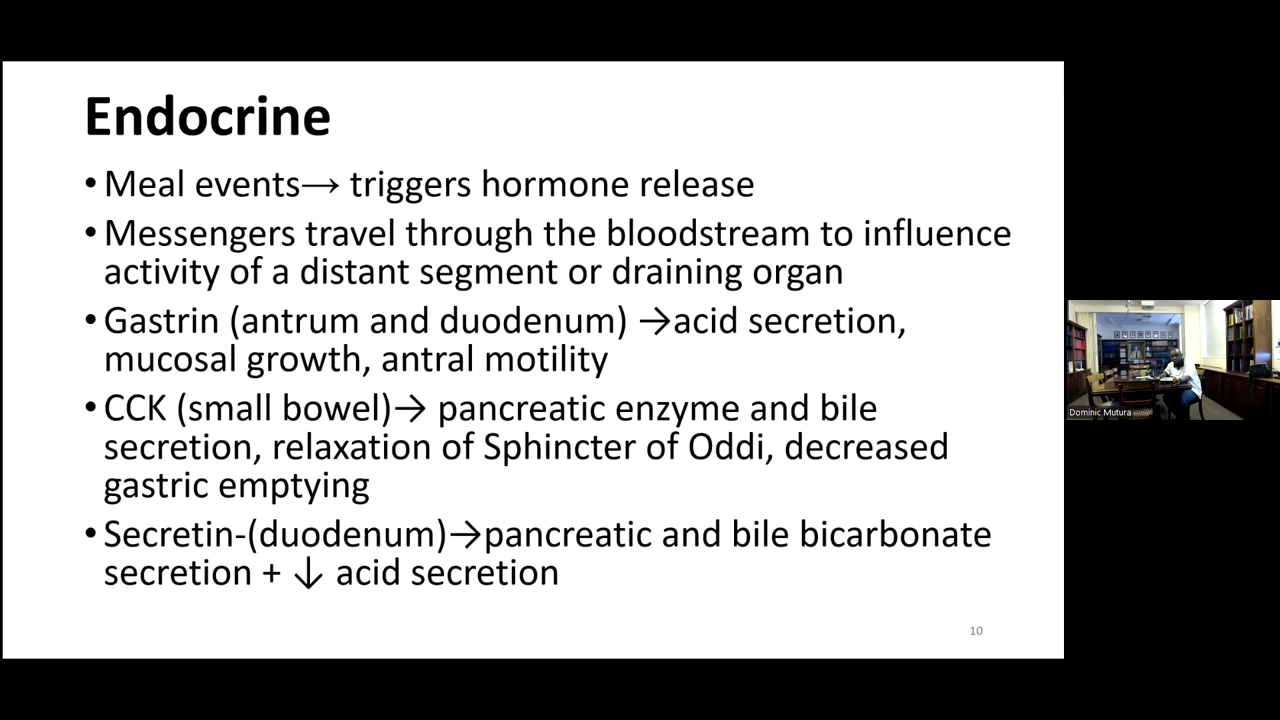 Endocrine
• Meal events→ triggers hormone release
• Messengers travel through the bloodstream to influence
activity of a distant segment or draining organ
• Gastrin (antrum and duodenum) →acid secretion,
mucosal growth, antral motility
• CCK (small bowel)→ pancreatic enzyme and bile
secretion, relaxation of Sphincter of Oddi, decreased
gastric emptying
• Secretin-(duodenum)→pancreatic and bile bicarbonate
secretion + ↓ acid secretion
10
Dominic Mutura